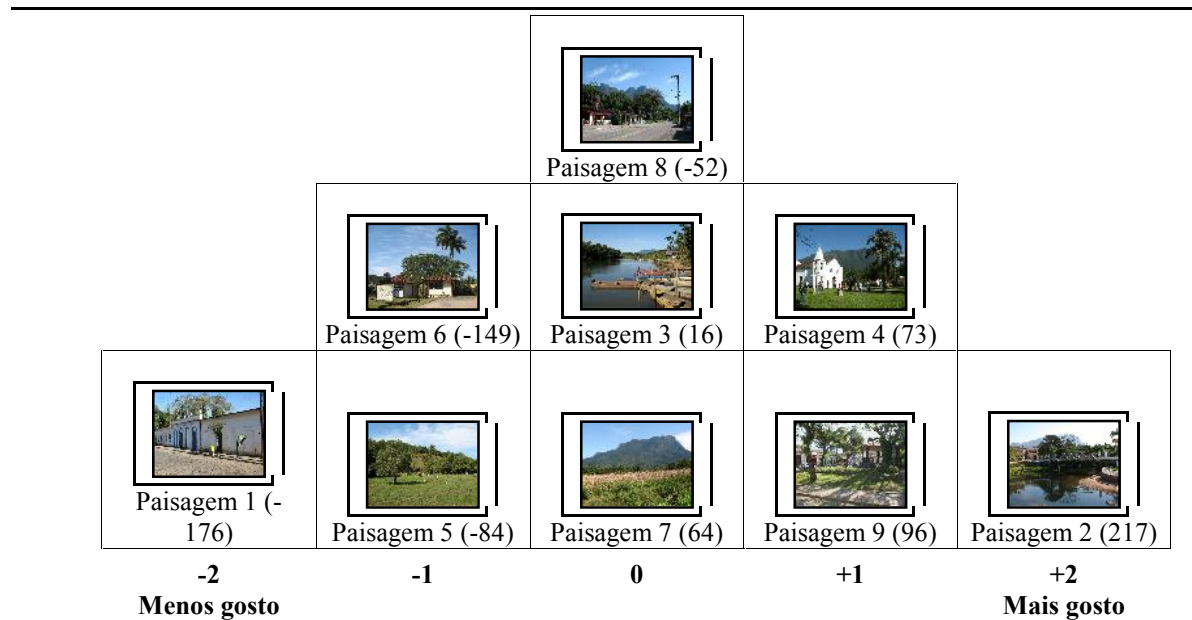 Paisagem 8 (-52)
Paisagem 6 (-149)
Paisagem 3 (16)
Paisagem 4 (73)
Paisagem 1 (-
176)
Paisagem 5 (-84)
Paisagem 7 (64)
Paisagem 9 (96)
Paisagem 2 (217)
-2
-1
0
+1
+2
Menos gosto
Mais gosto